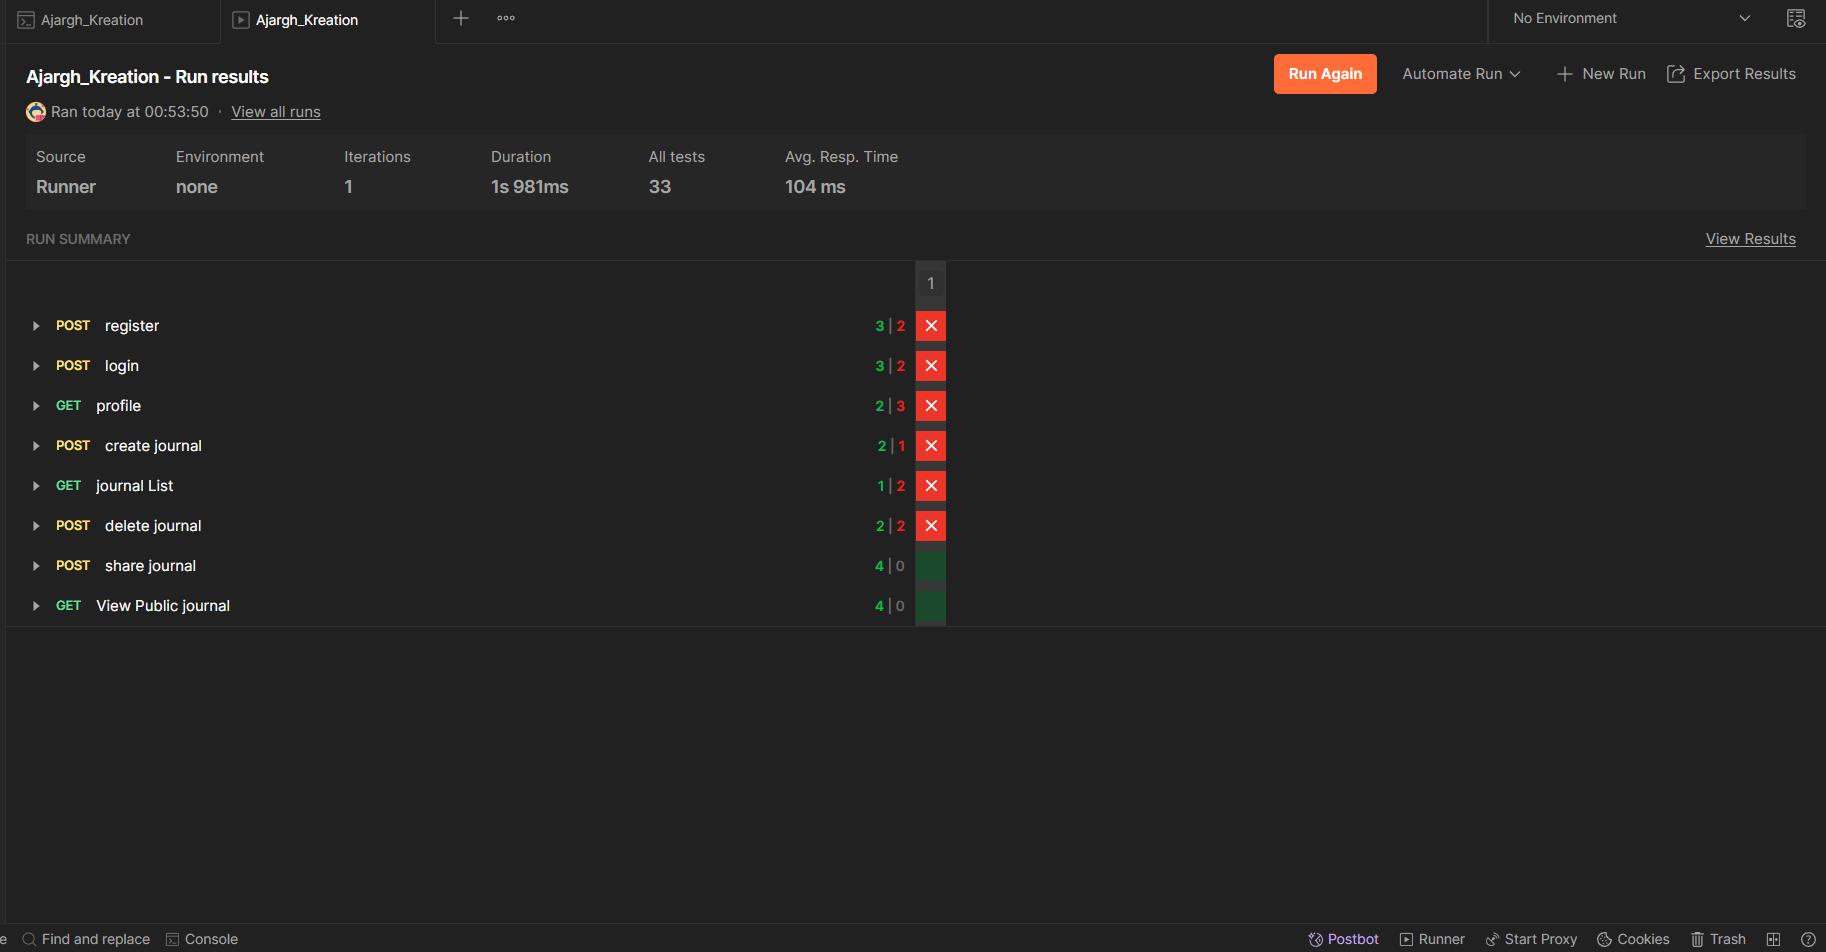 Ajargh_Kreation
Ajargh_Kreation
No Environment
Ajargh_Kreation - Run results
Run Again
Automate Run
New Run
Export Results
Ran today at 00:53:50 · View all runs
Source Environment Iterations Duration All tests Avg. Resp. Time
Runner none 1 1s 981ms 33 104 ms
RUN SUMMARY View Results
1
POST register 3 | 2
POST login 3 | 2
GET profile 2 | 3
POST create journal 2 | 1
GET journal List 1 | 2
POST delete journal 2 | 2
POST share journal 4 | 0
GET View Public journal 4 | 0
e Find and replace Console Postbot Runner Start Proxy Cookies Trash